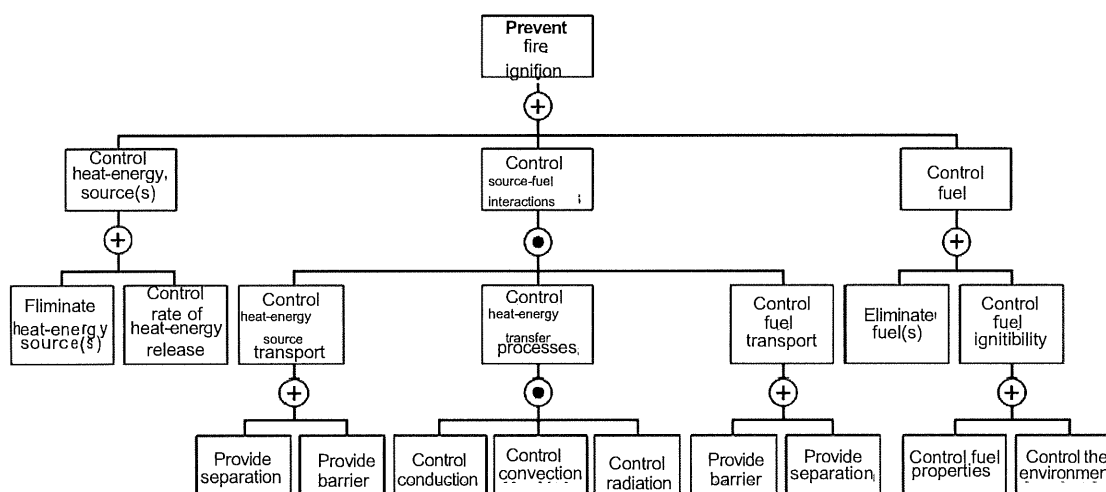 Prevent
fire
ignifion
Control
heat-energy,
source(s)
Control
source-fuel
interactions
Control
fuel
Fliminate
heat-energy
source(s)
Control
rate of
heat-energy
release
Control
heat-energy
source
transport
Control
heat-energy
transfer
processes
Control
fuel
transport
Eliminate
fuel(s)
Control
fuel
ignitibility
Provide
separation
Provide
barrier
Control
conduction
Control
convection
Control
radiation
Provide
barrier
Provide
separation
Control fuel
properties
Control the
environment